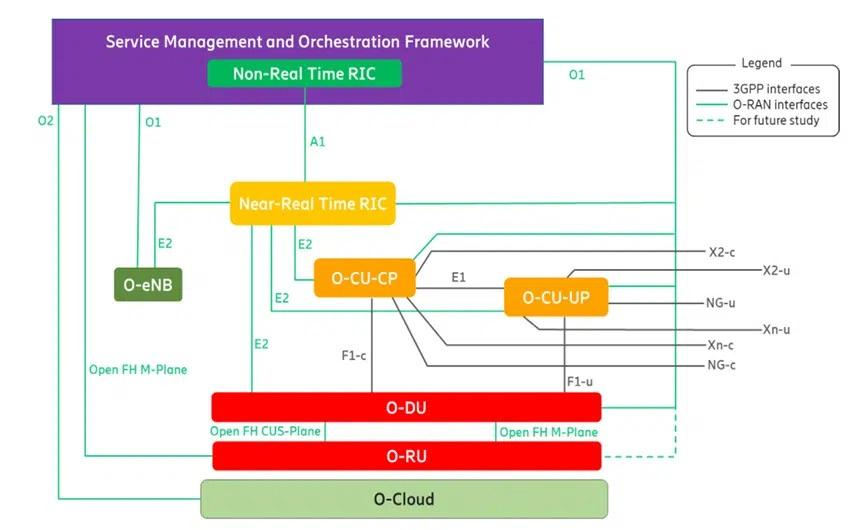 Service Management and Orchestration Framework
Non-Real Time RIC
O1
Legend
3GPP interfaces
O-RAN interfaces
For future study
O2
O1
A1
Near-Real Time RIC
E2
E2
X2-c
O-eNB
O-CU-CP
E1
X2-u
O-CU-UP
E2
NG-u
Xn-u
E2
Xn-c
F1-c
NG-c
Open FH M-Plane
F1-u
O-DU
Open FH CUS-Plane
Open FH M-Plane
O-RU
O-Cloud